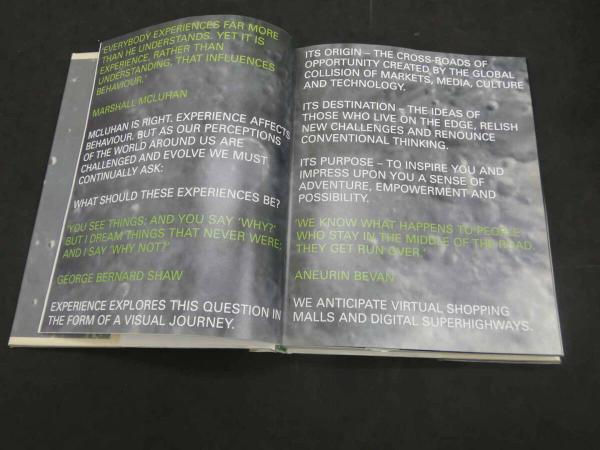 'EVERYBODY EXPERIENCES FAR MORE
THAN HE UNDERSTANDS. YET IT IS
EXPERIENCE, RATHER THAN
UNDERSTANDING, THAT INFLUENCES
BEHAVIOUR.'
MARSHALL MCLUHAN
MCLUHAN IS RIGHT. EXPERIENCE AFFECTS
BEHAVIOUR. BUT AS OUR PERCEPTIONS
OF THE WORLD AROUND US ARE
CHALLENGED AND EVOLVE WE MUST
CONTINUALLY ASK:
WHAT SHOULD THESE EXPERIENCES BE?
'YOU SEE THINGS; AND YOU SAY 'WHY?'
BUT I DREAM THINGS THAT NEVER WERE;
AND I SAY 'WHY NOT?'
GEORGE BERNARD SHAW
EXPERIENCE EXPLORES THIS QUESTION IN
THE FORM OF A VISUAL JOURNEY.
ITS ORIGIN – THE CROSS-ROADS OF
OPPORTUNITY CREATED BY THE GLOBAL
COLLISION OF MARKETS, MEDIA, CULTURE
AND TECHNOLOGY.
ITS DESTINATION – THE IDEAS OF
THOSE WHO LIVE ON THE EDGE, RELISH
NEW CHALLENGES AND RENOUNCE
CONVENTIONAL THINKING.
ITS PURPOSE – TO INSPIRE YOU AND
IMPRESS UPON YOU A SENSE OF
ADVENTURE, EMPOWERMENT AND
POSSIBILITY.
'WE KNOW WHAT HAPPENS TO PEOPLE
WHO STAY IN THE MIDDLE OF THE ROAD.
THEY GET RUN OVER.'
ANEURIN BEVAN
WE ANTICIPATE VIRTUAL SHOPPING
MALLS AND DIGITAL SUPERHIGHWAYS.